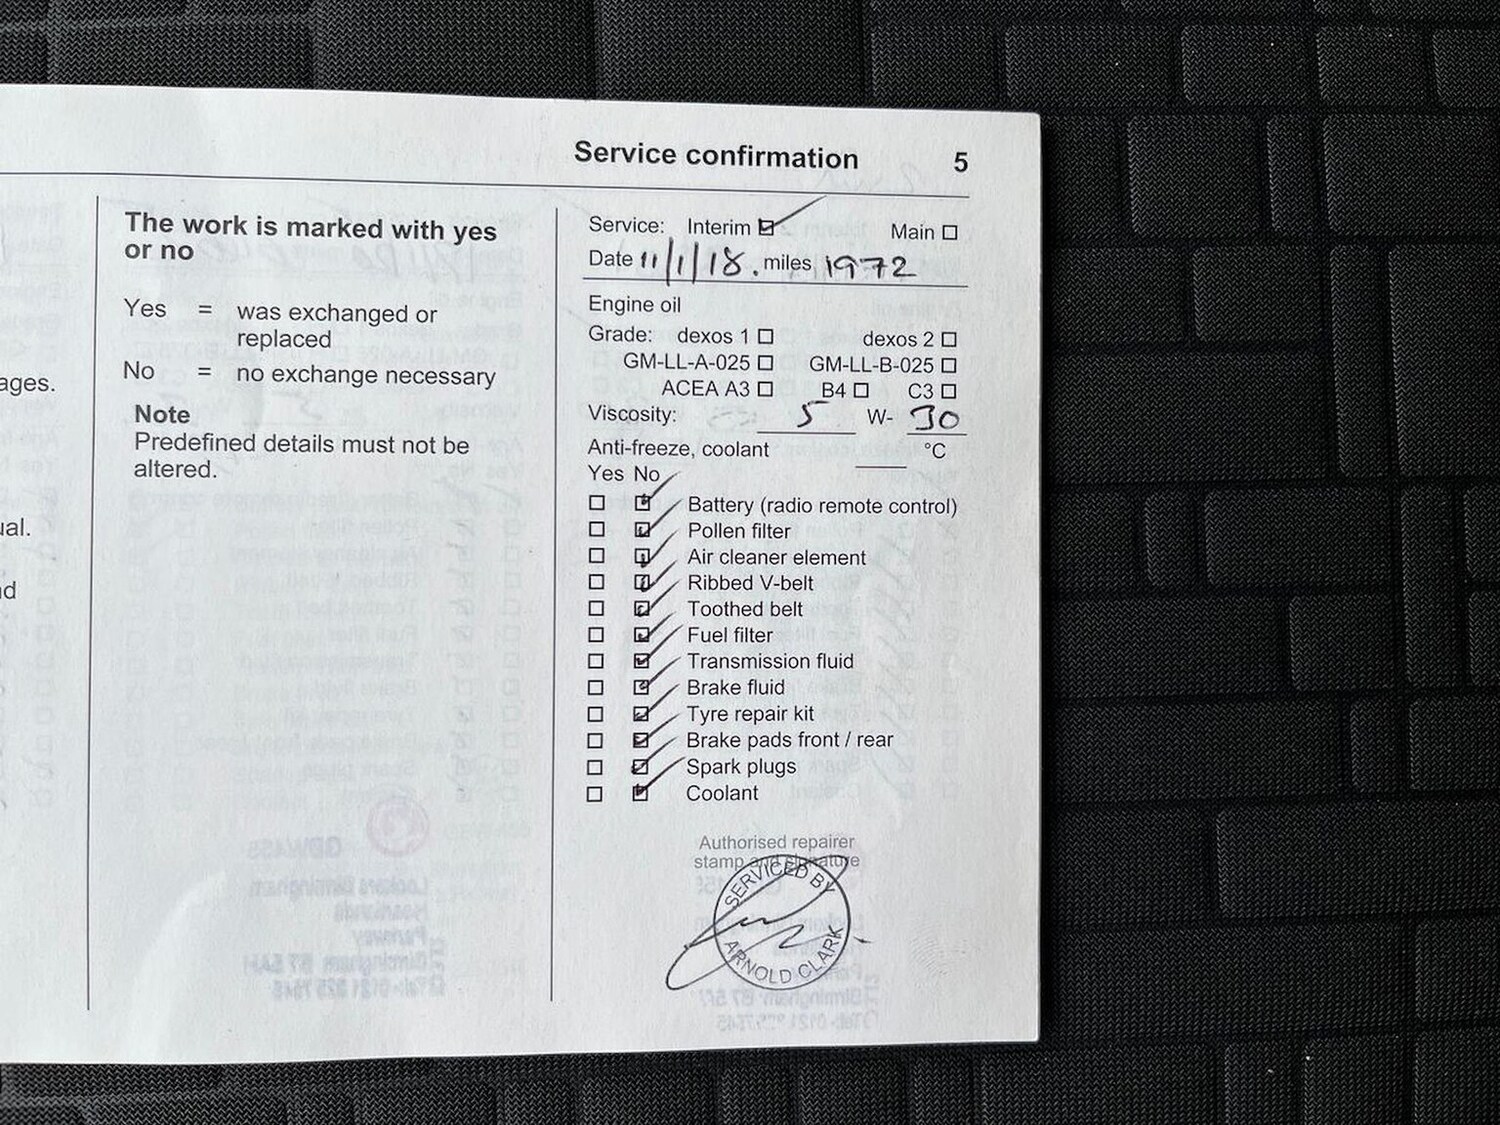 Service confirmation 5
ages.
ual.
The work is marked with yes
or no
Yes = was exchanged or
replaced
No = no exchange necessary
Note
Predefined details must not be
altered.
Service: Interim ☑ Main ☐
Date 11/1/18. miles 1972
Engine oil
Grade: dexos 1 ☐ dexos 2 ☐
GM-LL-A-025 ☐ GM-LL-B-025 ☐
ACEA A3 ☐ B4 ☐ C3 ☐
Viscosity: 5 W- 30
Anti-freeze, coolant °C
Yes No
☐ ☑ Battery (radio remote control)
☐ ☑ Pollen filter
☐ ☑ Air cleaner element
☐ ☑ Ribbed V-belt
☐ ☑ Toothed belt
☐ ☑ Fuel filter
☐ ☑ Transmission fluid
☐ ☑ Brake fluid
☐ ☑ Tyre repair kit
☐ ☑ Brake pads front / rear
☐ ☑ Spark plugs
☐ ☑ Coolant
Authorised repairer
stamp and signature
SERVICED BY
ARNOLD CLARK